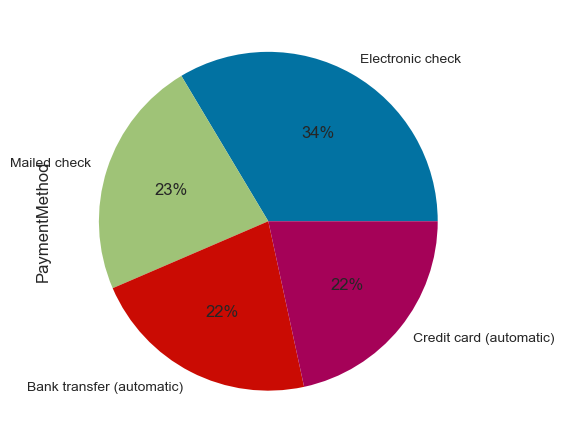 Electronic check
34%
Mailed check
23%
PaymentMethod
22%
22%
Credit card (automatic)
Bank transfer (automatic)